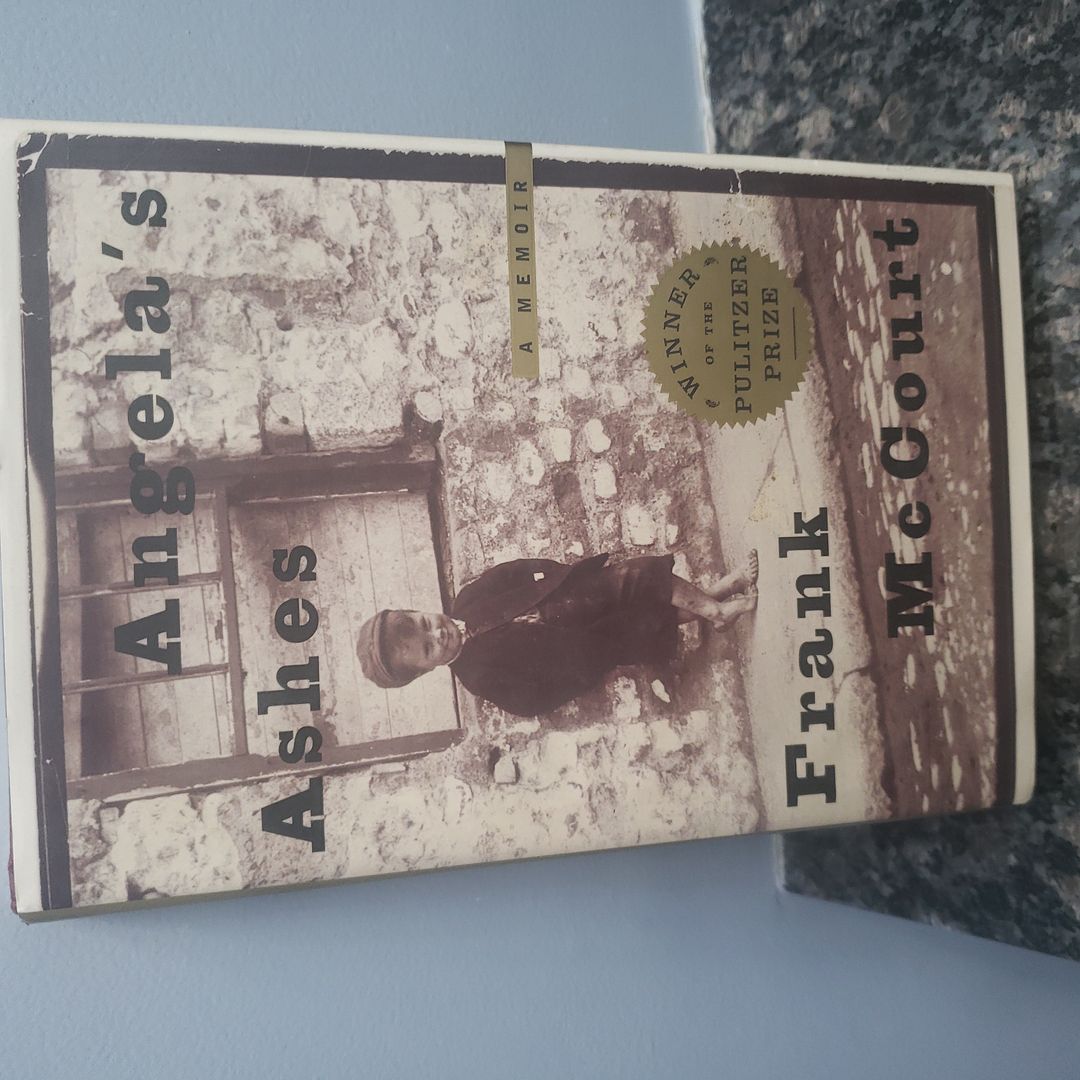 Angela's
Ashes
A MEMOIR
WINNER
OF THE
PULITZER
PRIZE
Frank
McCourt